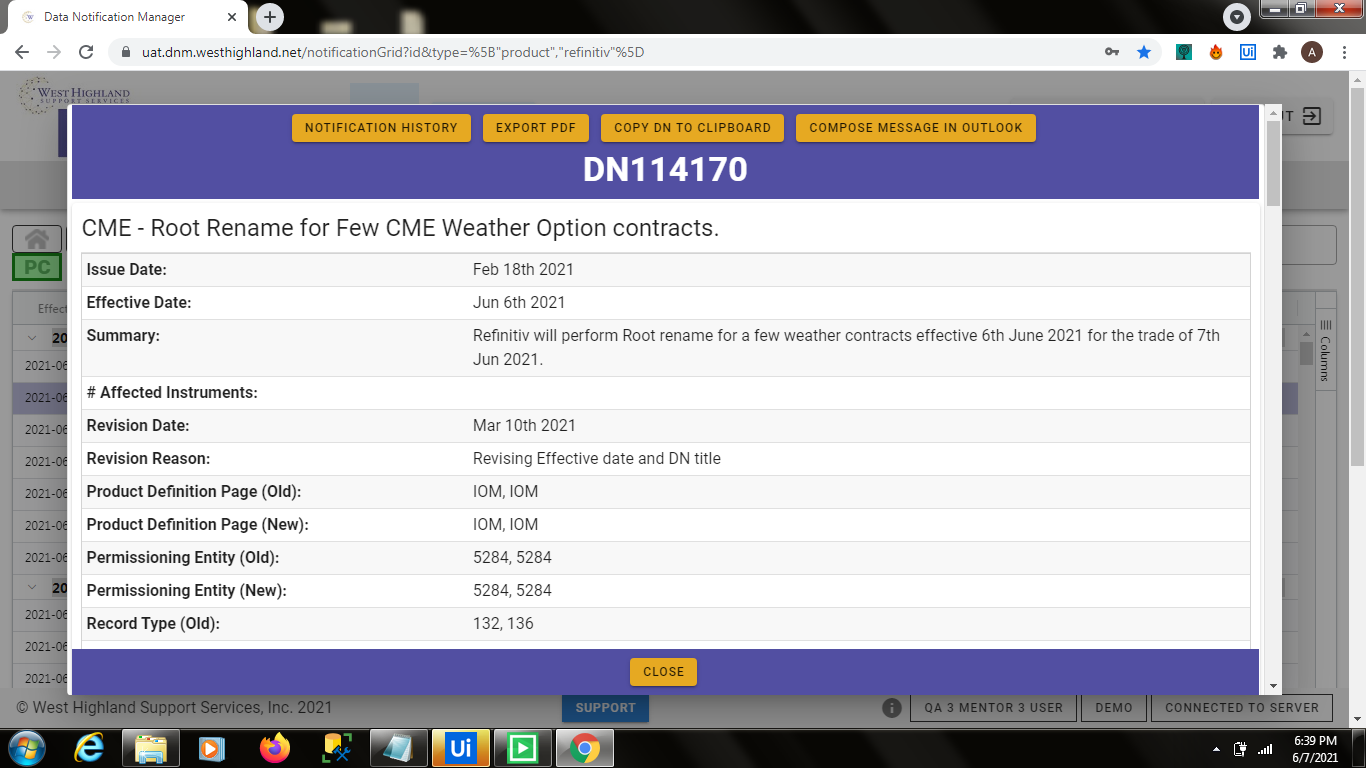 Data Notification Manager
uat.dnm.westhighland.net/notificationGrid?id&type=%5B"product","refinitiv"%5D
Ui
A
WEST HIGHLAND
SUPPORT SERVICES
NOTIFICATION HISTORY
EXPORT PDF
COPY DN TO CLIPBOARD
COMPOSE MESSAGE IN OUTLOOK
DN114170
CME - Root Rename for Few CME Weather Option contracts.
Issue Date: Feb 18th 2021
Effective Date: Jun 6th 2021
Summary: Refinitiv will perform Root rename for a few weather contracts effective 6th June 2021 for the trade of 7th
Jun 2021.
# Affected Instruments:
Revision Date: Mar 10th 2021
Revision Reason: Revising Effective date and DN title
Product Definition Page (Old): IOM, IOM
Product Definition Page (New): IOM, IOM
Permissioning Entity (Old): 5284, 5284
Permissioning Entity (New): 5284, 5284
Record Type (Old): 132, 136
CLOSE
PC
Effect
20
2021-06
2021-06
2021-06
2021-06
2021-06
2021-06
2021-06
20
2021-06
2021-06
2021-06
Columns
© West Highland Support Services, Inc. 2021
SUPPORT
QA 3 MENTOR 3 USER
DEMO
CONNECTED TO SERVER
Ui
6:39 PM
6/7/2021